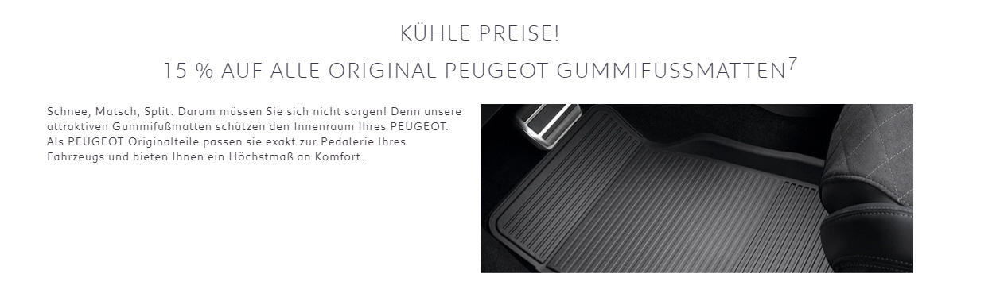 KÜHLE PREISE!
15 % AUF ALLE ORIGINAL PEUGEOT GUMMIFUSSMATTEN7
Schnee, Matsch, Split. Darum müssen Sie sich nicht sorgen! Denn unsere
attraktiven Gummifußmatten schützen den Innenraum Ihres PEUGEOT.
Als PEUGEOT Originalteile passen sie exakt zur Pedalerie Ihres
Fahrzeugs und bieten Ihnen ein Höchstmaß an Komfort.